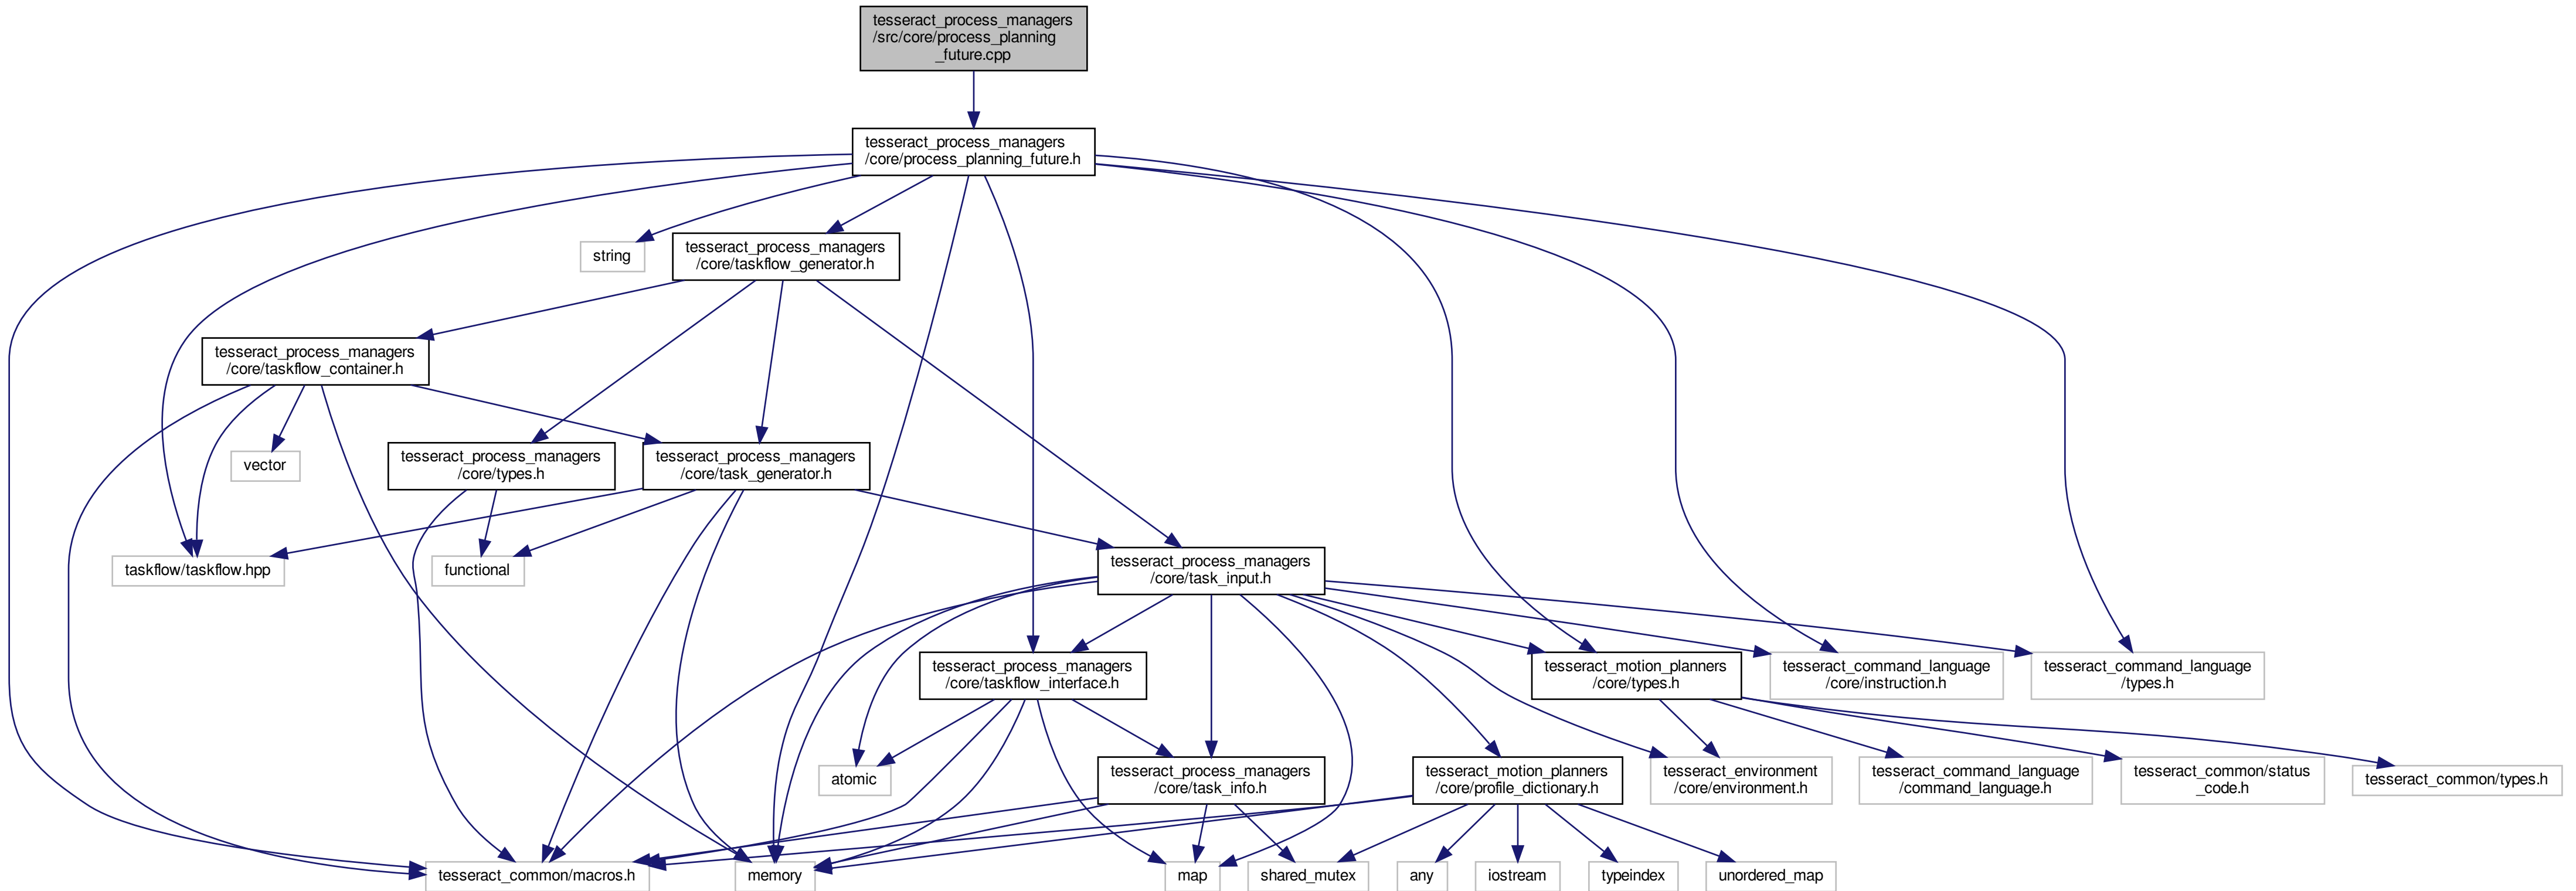 tesseract_process_managers
/src/core/process_planning
_future.cpp
tesseract_process_managers
/core/process_planning_future.h
string
tesseract_process_managers
/core/taskflow_generator.h
tesseract_process_managers
/core/taskflow_container.h
vector
tesseract_process_managers
/core/types.h
tesseract_process_managers
/core/task_generator.h
taskflow/taskflow.hpp
functional
tesseract_process_managers
/core/task_input.h
tesseract_process_managers
/core/taskflow_interface.h
tesseract_motion_planners
/core/types.h
tesseract_command_language
/core/instruction.h
tesseract_command_language
/types.h
atomic
tesseract_process_managers
/core/task_info.h
tesseract_motion_planners
/core/profile_dictionary.h
tesseract_environment
/core/environment.h
tesseract_command_language
/command_language.h
tesseract_common/status
_code.h
tesseract_common/types.h
tesseract_common/macros.h
memory
map
shared_mutex
any
iostream
typeindex
unordered_map